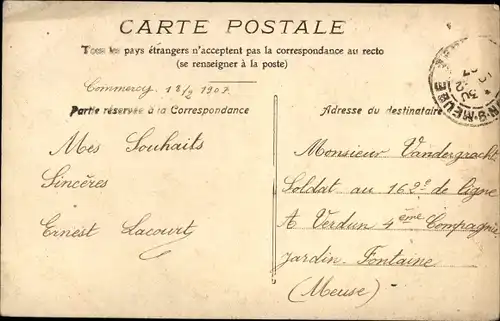 CARTE POSTALE
Tous les pays étrangers n'acceptent pas la correspondance au recto
(se renseigner à la poste)
Commercy 18/2 1907
Partie réservée à la Correspondance
Adresse du destinataire
Mes Souhaits
Sincères
Ernest Lacourt
Monsieur Vandergracht
Soldat au 162e de ligne
A Verdun 4ème Compagnie
Jardin-Fontaine
(Meuse)
MEUSE